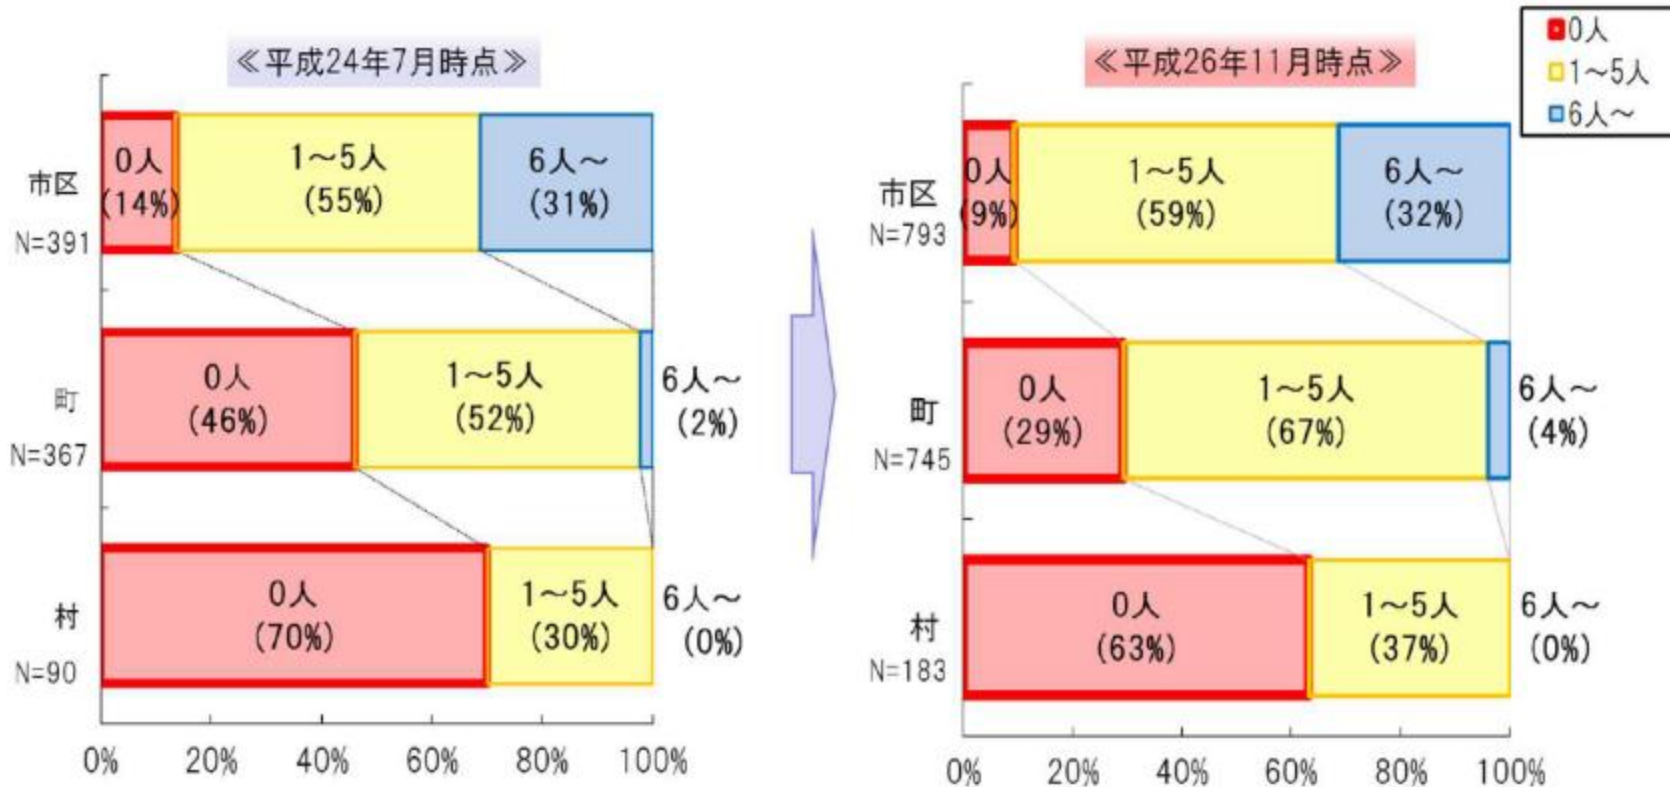 ≪平成24年7月時点≫
市区
N=391
0人
(14%)
1～5人
(55%)
6人～
(31%)
町
N=367
0人
(46%)
1～5人
(52%)
6人～
(2%)
村
N=90
0人
(70%)
1～5人
(30%)
6人～
(0%)
0% 20% 40% 60% 80% 100%
≪平成26年11月時点≫
0人
1～5人
6人～
市区
N=793
0人
(9%)
1～5人
(59%)
6人～
(32%)
町
N=745
0人
(29%)
1～5人
(67%)
6人～
(4%)
村
N=183
0人
(63%)
1～5人
(37%)
6人～
(0%)
0% 20% 40% 60% 80% 100%